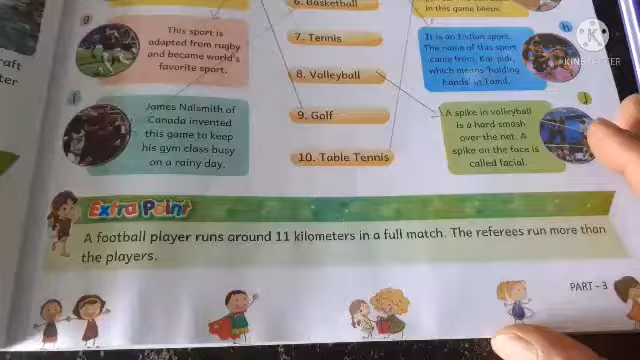 6. Basketball
in this game beeps.
g
This sport is
adapted from rugby
and became world's
favorite sport.
7. Tennis
h
It is an Indian sport.
The name of this sport
came from Kai pidi,
which means 'holding
hands' in Tamil.
KINEMASTER
raft
ter
8. Volleyball
i
James Naismith of
Canada invented
this game to keep
his gym class busy
on a rainy day.
9. Golf
j
A spike in volleyball
is a hard smash
over the net. A
spike on the face is
called facial.
10. Table Tennis
Extra Point
A football player runs around 11 kilometers in a full match. The referees run more than
the players.
PART - 3